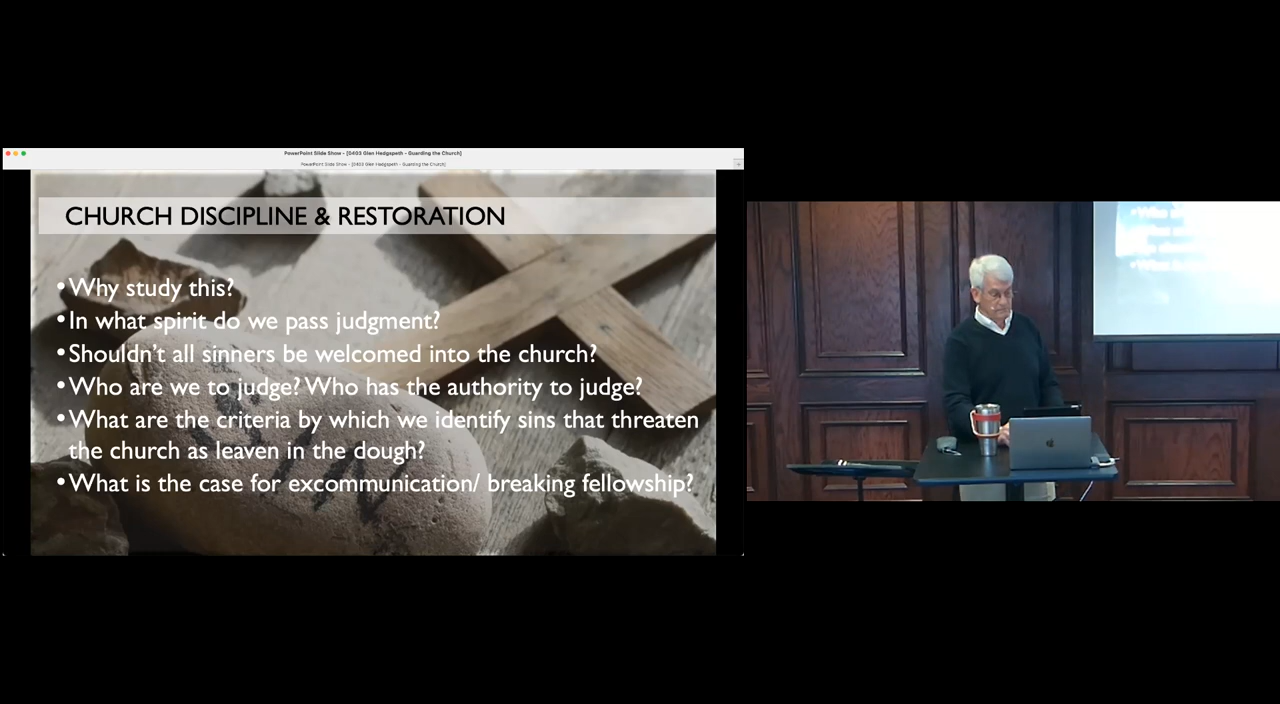 PowerPoint Slide Show - [0403 Glen Hedgspeth - Guarding the Church]
PowerPoint Slide Show - [0403 Glen Hedgspeth - Guarding the Church]
CHURCH DISCIPLINE & RESTORATION
•Why study this?
•In what spirit do we pass judgment?
•Shouldn’t all sinners be welcomed into the church?
•Who are we to judge? Who has the authority to judge?
•What are the criteria by which we identify sins that threaten
the church as leaven in the dough?
•What is the case for excommunication/ breaking fellowship?